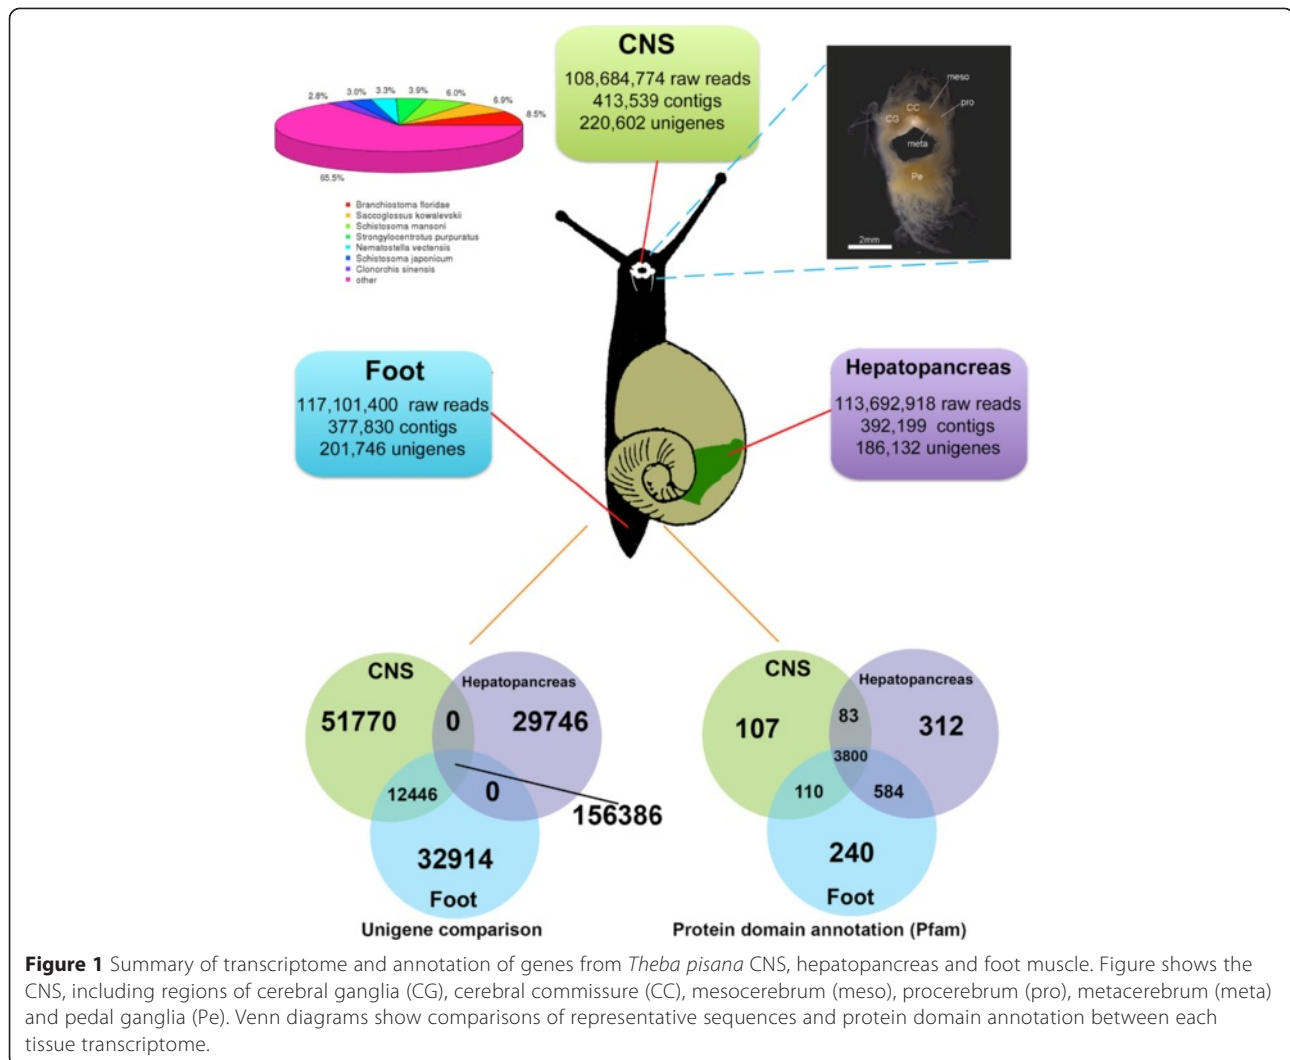 CNS
108,684,774 raw reads
413,539 contigs
220,602 unigenes
2.8%
3.0%
3.3%
3.9%
6.0%
6.9%
8.5%
65.5%
Branchiostoma floridae
Saccoglossus kowalevskii
Schistosoma mansoni
Strongylocentrotus purpuratus
Nematostella vectensis
Schistosoma japonicum
Clonorchis sinensis
other
meso
CC
pro
CG
meta
Pe
2mm
Foot
117,101,400 raw reads
377,830 contigs
201,746 unigenes
Hepatopancreas
113,692,918 raw reads
392,199 contigs
186,132 unigenes
CNS
Hepatopancreas
51770
0
29746
12446
0
156386
32914
Foot
Unigene comparison
CNS
Hepatopancreas
107
83
312
3800
110
584
240
Foot
Protein domain annotation (Pfam)
Figure 1 Summary of transcriptome and annotation of genes from Theba pisana CNS, hepatopancreas and foot muscle. Figure shows the
CNS, including regions of cerebral ganglia (CG), cerebral commissure (CC), mesocerebrum (meso), procerebrum (pro), metacerebrum (meta)
and pedal ganglia (Pe). Venn diagrams show comparisons of representative sequences and protein domain annotation between each
tissue transcriptome.